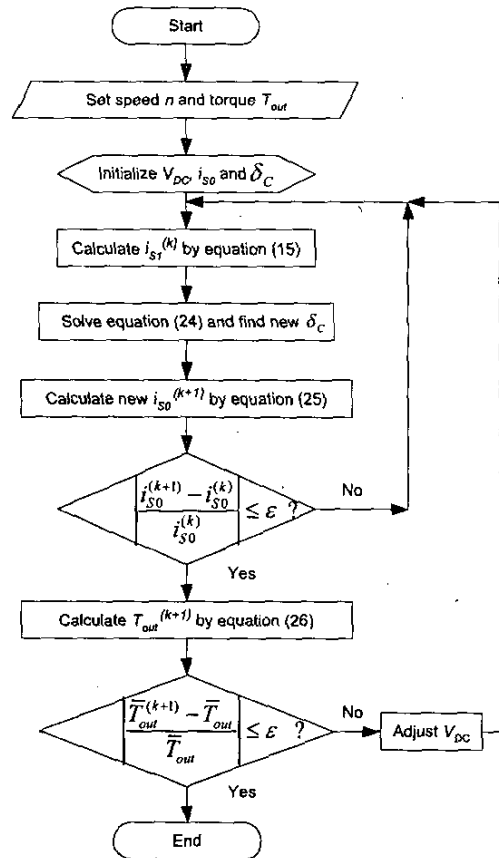 Start
Set speed n and torque T_out
Initialize V_DC, i_S0 and δ_C
Calculate i_S1^(k) by equation (15)
Solve equation (24) and find new δ_C
Calculate new i_S0^(k+1) by equation (25)
|(i_S0^(k+1) − i_S0^(k)) / i_S0^(k)| ≤ ε ?
No
Yes
Calculate T_out^(k+1) by equation (26)
|(T̅_out^(k+1) − T̅_out) / T̅_out| ≤ ε ?
No
Adjust V_DC
Yes
End